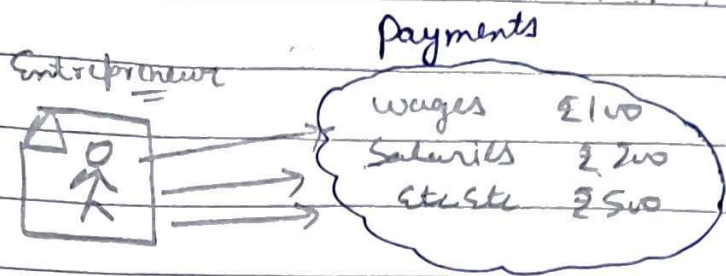 Payments
Entrepreneur
Wages ₹100
Salaries ₹200
Etc Etc ₹500